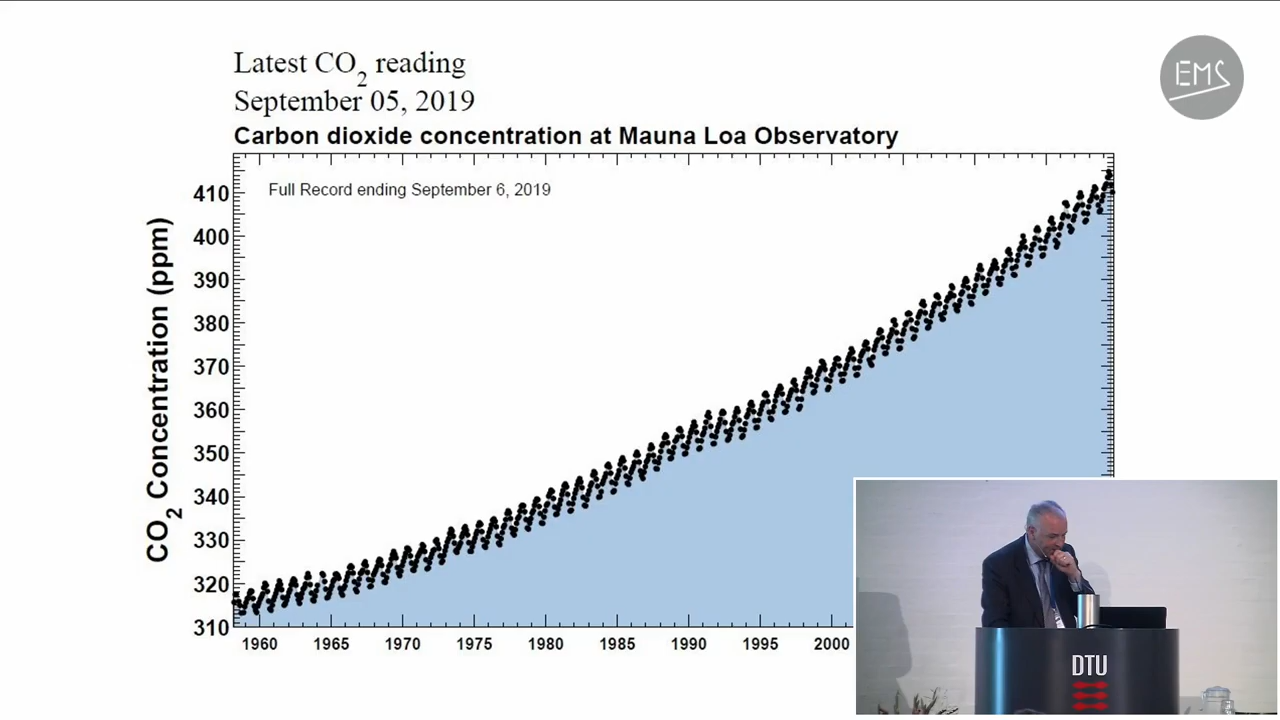 Latest CO2 reading
September 05, 2019
EMS
Carbon dioxide concentration at Mauna Loa Observatory
Full Record ending September 6, 2019
CO2 Concentration (ppm)
410
400
390
380
370
360
350
340
330
320
310
1960 1965 1970 1975 1980 1985 1990 1995 2000
DTU